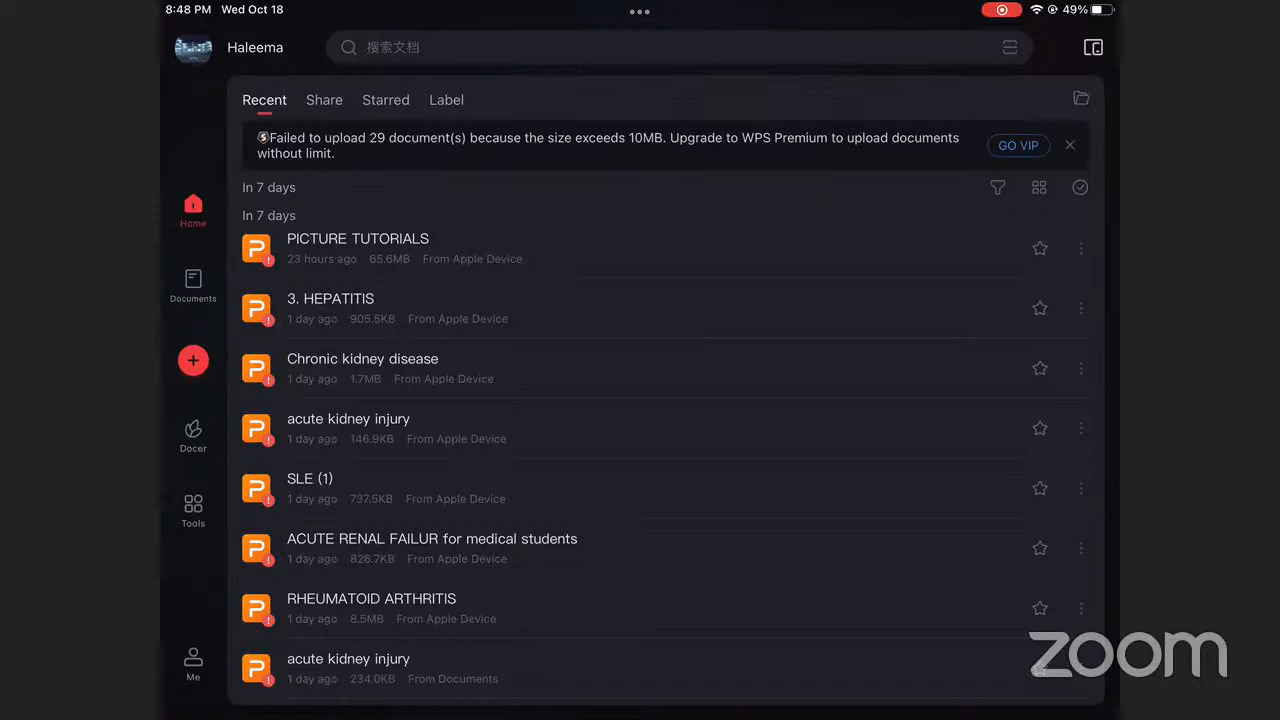 8:48 PM Wed Oct 18
49%
Haleema
搜索文档
Recent Share Starred Label
Failed to upload 29 document(s) because the size exceeds 10MB. Upgrade to WPS Premium to upload documents
without limit.
GO VIP
In 7 days
In 7 days
PICTURE TUTORIALS
23 hours ago 65.6MB From Apple Device
3. HEPATITIS
1 day ago 905.5KB From Apple Device
Chronic kidney disease
1 day ago 1.7MB From Apple Device
acute kidney injury
1 day ago 146.9KB From Apple Device
SLE (1)
1 day ago 737.5KB From Apple Device
ACUTE RENAL FAILUR for medical students
1 day ago 826.7KB From Apple Device
RHEUMATOID ARTHRITIS
1 day ago 8.5MB From Apple Device
acute kidney injury
1 day ago 234.0KB From Documents
Home
Documents
Docer
Tools
Me
zoom